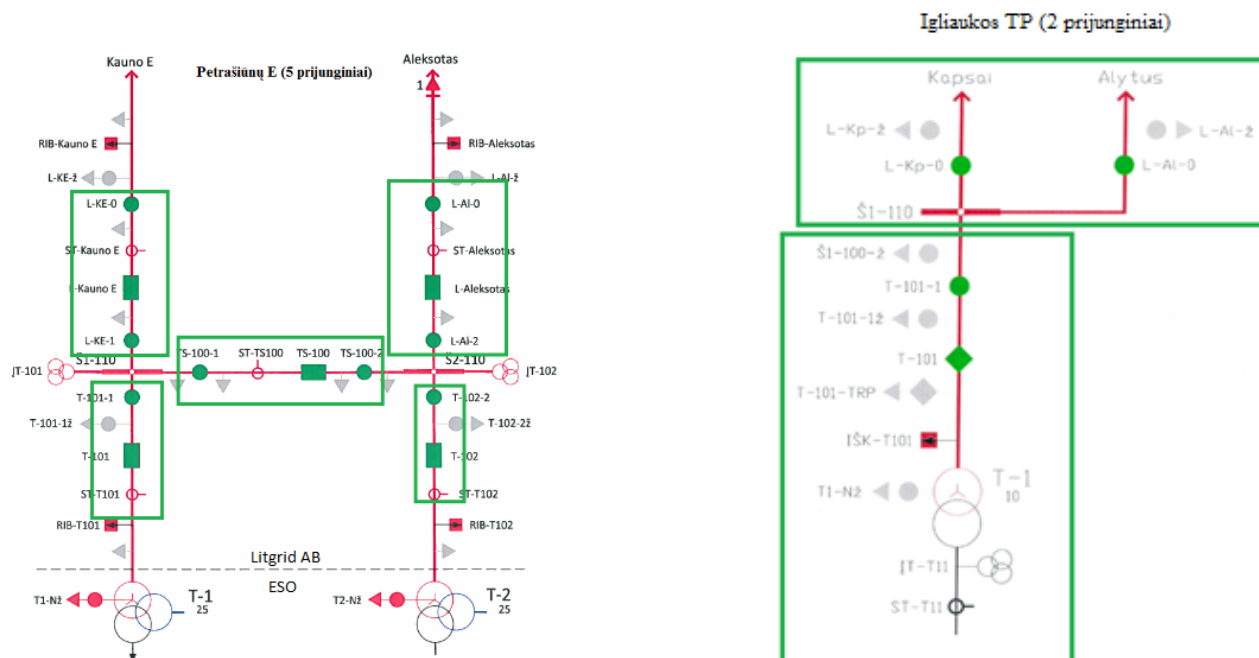 Igliaukos TP (2 prijunginiai)
Kauno E
Petrašiūnų E (5 prijunginiai)
Aleksotas
1
RIB-Kauno E
RIB-Aleksotas
L-KE-ž
L-Al-ž
L-KE-0
L-Al-0
ST-Kauno E
ST-Aleksotas
L-Kauno E
L-Aleksotas
L-KE-1
L-Al-2
TS-100-1
ST-TS100
TS-100
TS-100-2
ĮT-101
Š1-110
Š2-110
ĮT-102
T-101-1
T-102-2
T-101-1ž
T-102-2ž
T-101
T-102
ST-T101
ST-T102
RIB-T101
RIB-T102
Litgrid AB
ESO
T1-Nž
T-1
25
T2-Nž
T-2
25
Kapsai
Alytus
L-Kp-ž
L-Al-ž
L-Kp-0
L-Al-0
Š1-110
Š1-100-ž
T-101-1
T-101-1ž
T-101
T-101-TRP
IŠK-T101
T-1
10
T1-Nž
ĮT-T11
ST-T11